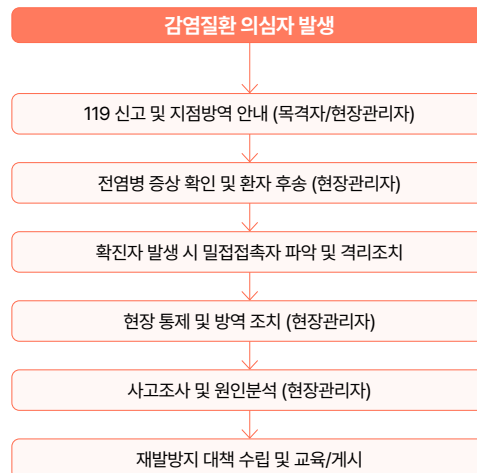 감염질환 의심자 발생
119 신고 및 지점방역 안내 (목격자/현장관리자)
전염병 증상 확인 및 환자 후송 (현장관리자)
확진자 발생 시 밀접접촉자 파악 및 격리조치
현장 통제 및 방역 조치 (현장관리자)
사고조사 및 원인분석 (현장관리자)
재발방지 대책 수립 및 교육/게시